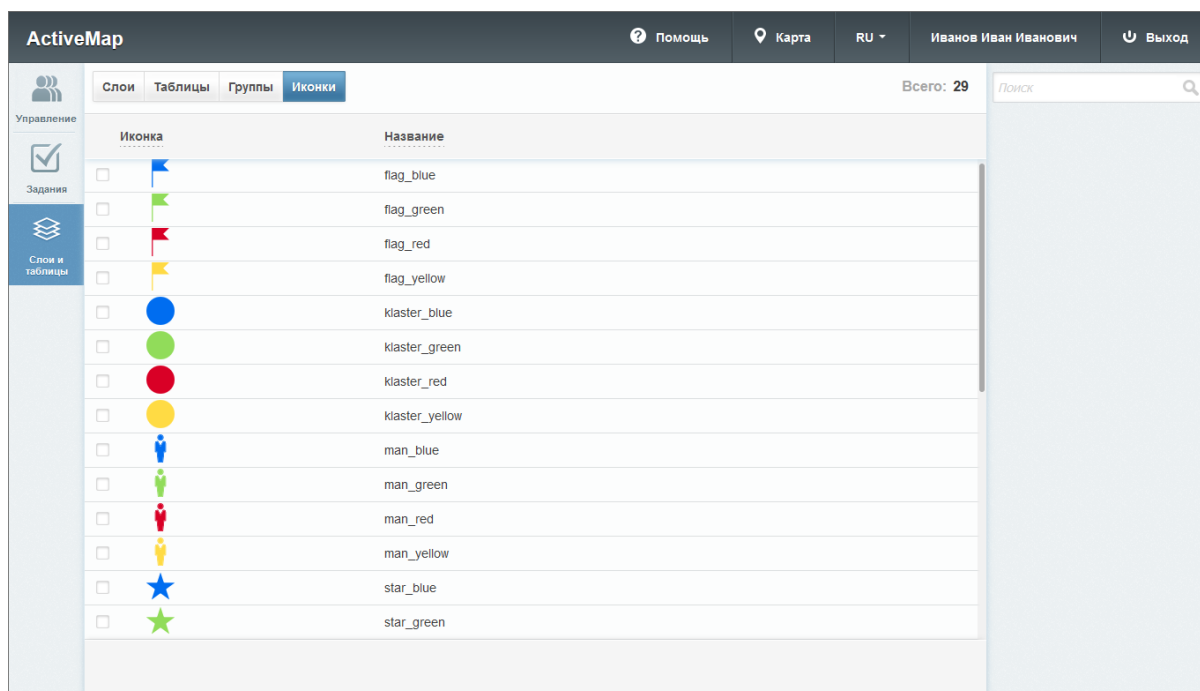 ActiveMap
Помощь
Карта
RU
Иванов Иван Иванович
Выход
Управление
Задания
Слои и
таблицы
Слои Таблицы Группы Иконки
Всего: 29
Поиск
Иконка Название
flag_blue
flag_green
flag_red
flag_yellow
klaster_blue
klaster_green
klaster_red
klaster_yellow
man_blue
man_green
man_red
man_yellow
star_blue
star_green